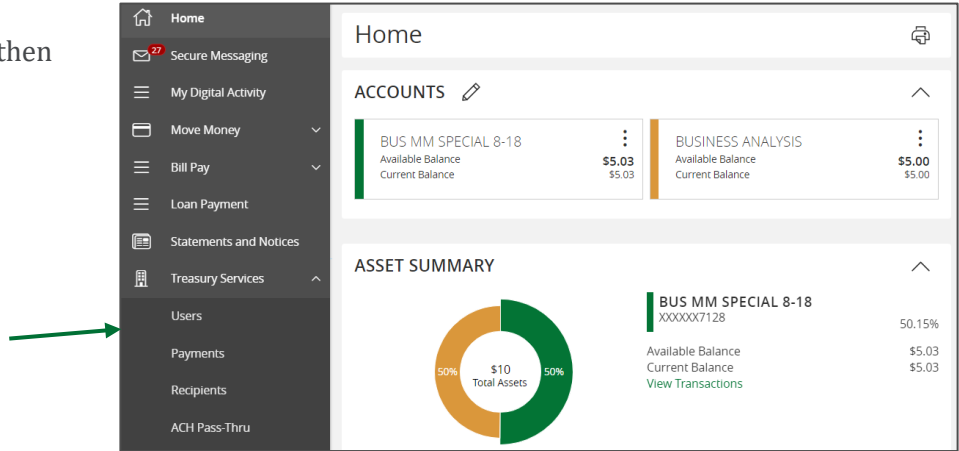 then
Home
27
Secure Messaging
My Digital Activity
Move Money
Bill Pay
Loan Payment
Statements and Notices
Treasury Services
Users
Payments
Recipients
ACH Pass-Thru
Home
ACCOUNTS
BUS MM SPECIAL 8-18
Available Balance $5.03
Current Balance $5.03
BUSINESS ANALYSIS
Available Balance $5.00
Current Balance $5.00
ASSET SUMMARY
50% $10 50%
Total Assets
BUS MM SPECIAL 8-18
XXXXXX7128 50.15%
Available Balance $5.03
Current Balance $5.03
View Transactions